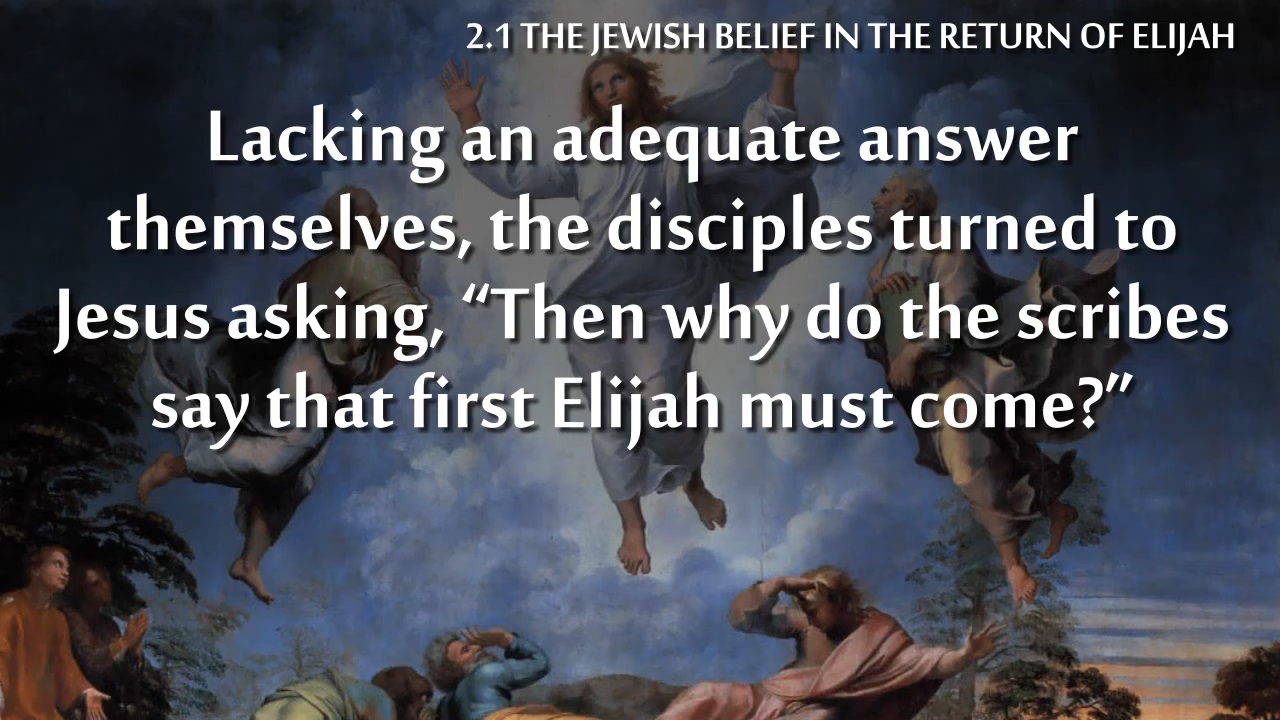 2.1 THE JEWISH BELIEF IN THE RETURN OF ELIJAH
Lacking an adequate answer
themselves, the disciples turned to
Jesus asking, “Then why do the scribes
say that first Elijah must come?”